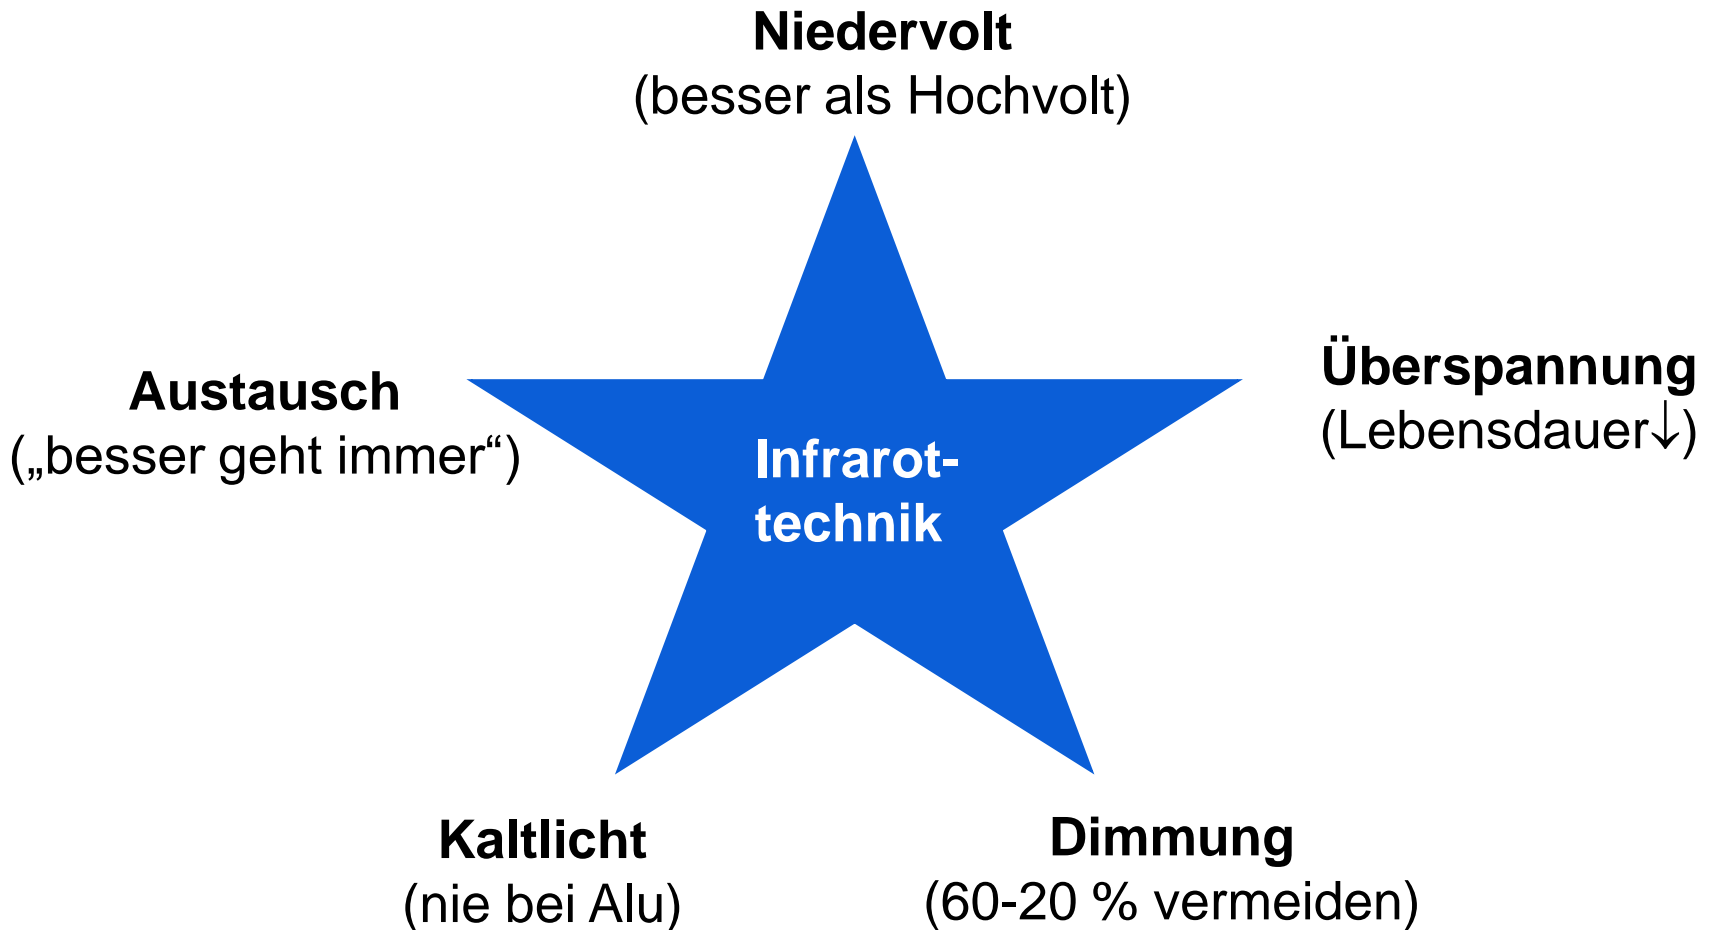 Niedervolt
(besser als Hochvolt)
Austausch
(„besser geht immer“)
Überspannung
(Lebensdauer↓)
Infrarot-
technik
Kaltlicht
(nie bei Alu)
Dimmung
(60-20 % vermeiden)